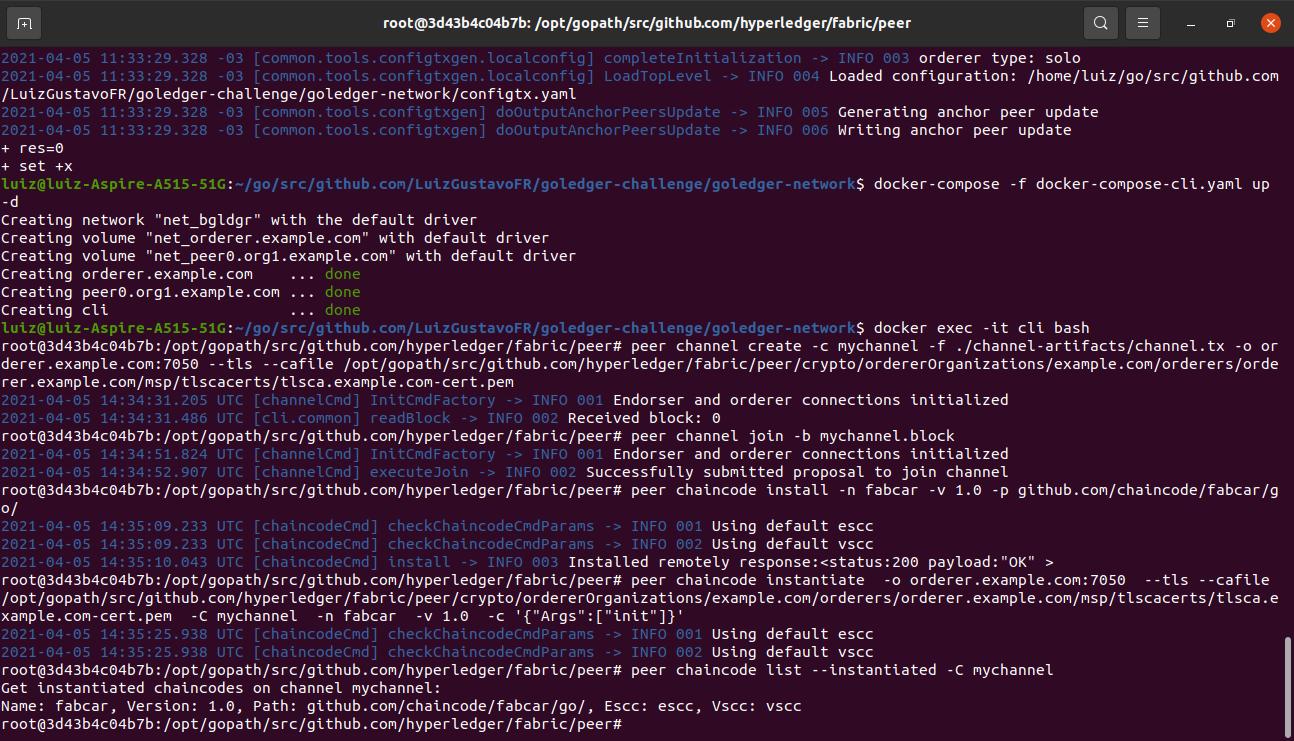 root@3d43b4c04b7b: /opt/gopath/src/github.com/hyperledger/fabric/peer
2021-04-05 11:33:29.328 -03 [common.tools.configtxgen.localconfig] completeInitialization -> INFO 003 orderer type: solo
2021-04-05 11:33:29.328 -03 [common.tools.configtxgen.localconfig] LoadTopLevel -> INFO 004 Loaded configuration: /home/luiz/go/src/github.com
/LuizGustavoFR/goledger-challenge/goledger-network/configtx.yaml
2021-04-05 11:33:29.328 -03 [common.tools.configtxgen] doOutputAnchorPeersUpdate -> INFO 005 Generating anchor peer update
2021-04-05 11:33:29.328 -03 [common.tools.configtxgen] doOutputAnchorPeersUpdate -> INFO 006 Writing anchor peer update
+ res=0
+ set +x
luiz@luiz-Aspire-A515-51G:~/go/src/github.com/LuizGustavoFR/goledger-challenge/goledger-network$ docker-compose -f docker-compose-cli.yaml up
-d
Creating network "net_bgldgr" with the default driver
Creating volume "net_orderer.example.com" with default driver
Creating volume "net_peer0.org1.example.com" with default driver
Creating orderer.example.com    ... done
Creating peer0.org1.example.com ... done
Creating cli                    ... done
luiz@luiz-Aspire-A515-51G:~/go/src/github.com/LuizGustavoFR/goledger-challenge/goledger-network$ docker exec -it cli bash
root@3d43b4c04b7b:/opt/gopath/src/github.com/hyperledger/fabric/peer# peer channel create -c mychannel -f ./channel-artifacts/channel.tx -o or
derer.example.com:7050 --tls --cafile /opt/gopath/src/github.com/hyperledger/fabric/peer/crypto/ordererOrganizations/example.com/orderers/orde
rer.example.com/msp/tlscacerts/tlsca.example.com-cert.pem
2021-04-05 14:34:31.205 UTC [channelCmd] InitCmdFactory -> INFO 001 Endorser and orderer connections initialized
2021-04-05 14:34:31.486 UTC [cli.common] readBlock -> INFO 002 Received block: 0
root@3d43b4c04b7b:/opt/gopath/src/github.com/hyperledger/fabric/peer# peer channel join -b mychannel.block
2021-04-05 14:34:51.824 UTC [channelCmd] InitCmdFactory -> INFO 001 Endorser and orderer connections initialized
2021-04-05 14:34:52.907 UTC [channelCmd] executeJoin -> INFO 002 Successfully submitted proposal to join channel
root@3d43b4c04b7b:/opt/gopath/src/github.com/hyperledger/fabric/peer# peer chaincode install -n fabcar -v 1.0 -p github.com/chaincode/fabcar/g
o/
2021-04-05 14:35:09.233 UTC [chaincodeCmd] checkChaincodeCmdParams -> INFO 001 Using default escc
2021-04-05 14:35:09.233 UTC [chaincodeCmd] checkChaincodeCmdParams -> INFO 002 Using default vscc
2021-04-05 14:35:10.043 UTC [chaincodeCmd] install -> INFO 003 Installed remotely response:<status:200 payload:"OK" >
root@3d43b4c04b7b:/opt/gopath/src/github.com/hyperledger/fabric/peer# peer chaincode instantiate  -o orderer.example.com:7050  --tls --cafile
/opt/gopath/src/github.com/hyperledger/fabric/peer/crypto/ordererOrganizations/example.com/orderers/orderer.example.com/msp/tlscacerts/tlsca.e
xample.com-cert.pem  -C mychannel  -n fabcar  -v 1.0  -c '{"Args":["init"]}'
2021-04-05 14:35:25.938 UTC [chaincodeCmd] checkChaincodeCmdParams -> INFO 001 Using default escc
2021-04-05 14:35:25.938 UTC [chaincodeCmd] checkChaincodeCmdParams -> INFO 002 Using default vscc
root@3d43b4c04b7b:/opt/gopath/src/github.com/hyperledger/fabric/peer# peer chaincode list --instantiated -C mychannel
Get instantiated chaincodes on channel mychannel:
Name: fabcar, Version: 1.0, Path: github.com/chaincode/fabcar/go/, Escc: escc, Vscc: vscc
root@3d43b4c04b7b:/opt/gopath/src/github.com/hyperledger/fabric/peer#